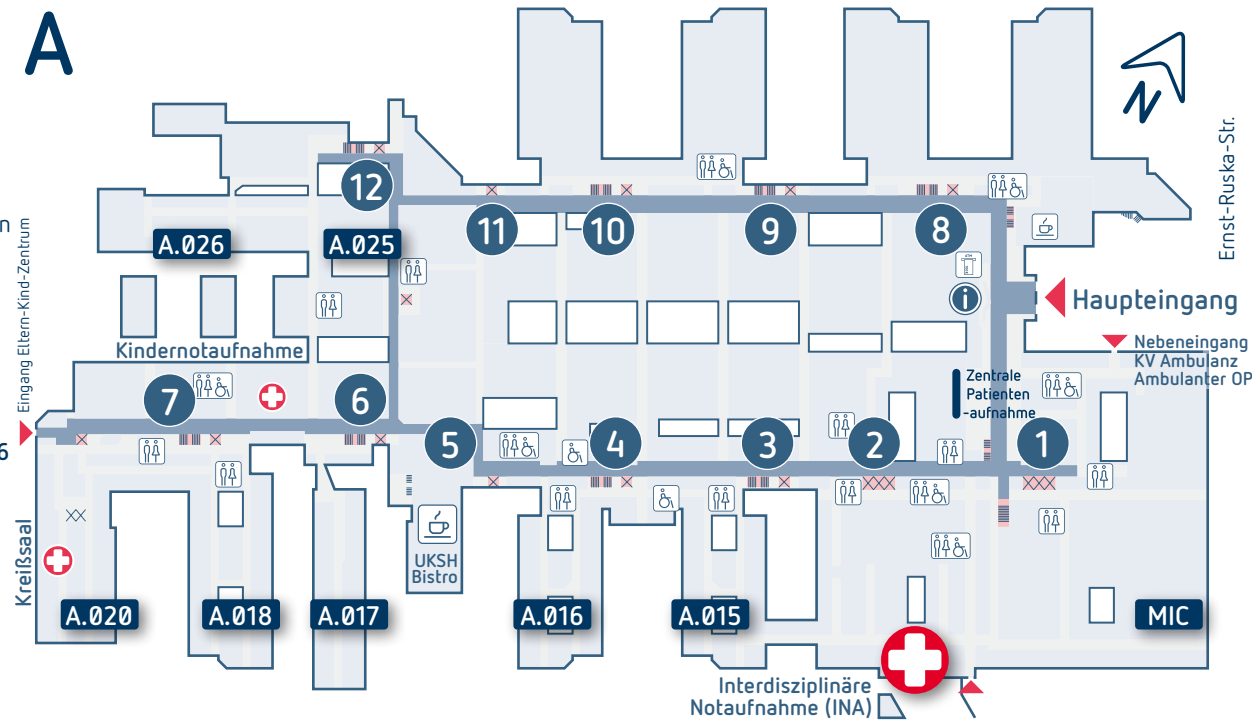 A
N
Ernst-Ruska-Str.
12
11
10
9
8
n
A.026
A.025
Eingang Eltern-Kind-Zentrum
i
Haupteingang
Nebeneingang
KV Ambulanz
Ambulanter OP
Kindernotaufnahme
Zentrale
Patienten
-aufnahme
7
6
5
4
3
2
1
6
Kreißsaal
UKSH
Bistro
A.020
A.018
A.017
A.016
A.015
MIC
Interdisziplinäre
Notaufnahme (INA)